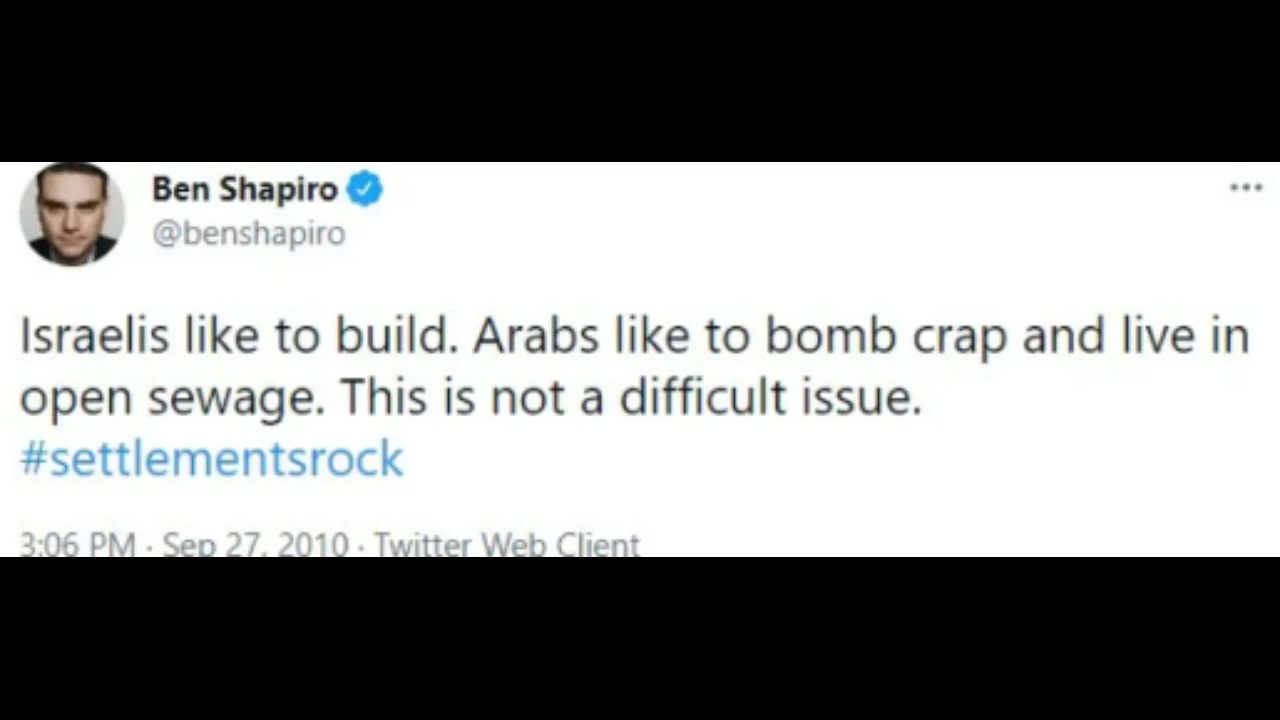 Ben Shapiro
@benshapiro
Israelis like to build. Arabs like to bomb crap and live in
open sewage. This is not a difficult issue.
#settlementsrock
3:06 PM · Sep 27, 2010 · Twitter Web Client